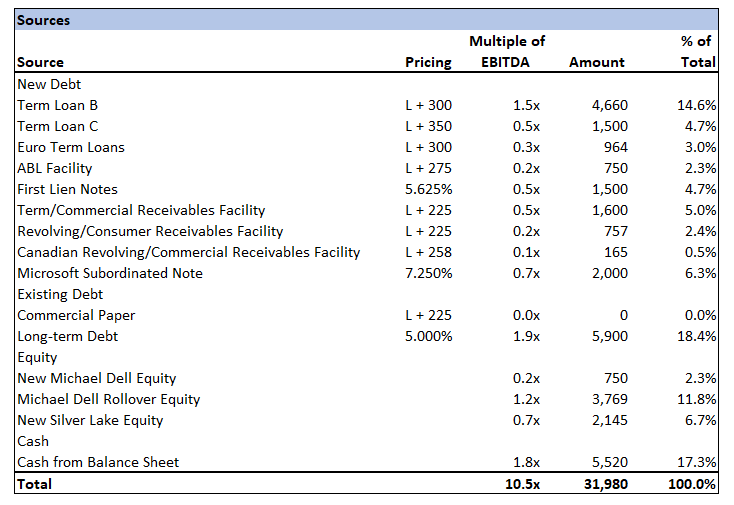 Sources
Multiple of % of
Source Pricing EBITDA Amount Total
New Debt
Term Loan B L + 300 1.5x 4,660 14.6%
Term Loan C L + 350 0.5x 1,500 4.7%
Euro Term Loans L + 300 0.3x 964 3.0%
ABL Facility L + 275 0.2x 750 2.3%
First Lien Notes 5.625% 0.5x 1,500 4.7%
Term/Commercial Receivables Facility L + 225 0.5x 1,600 5.0%
Revolving/Consumer Receivables Facility L + 225 0.2x 757 2.4%
Canadian Revolving/Commercial Receivables Facility L + 258 0.1x 165 0.5%
Microsoft Subordinated Note 7.250% 0.7x 2,000 6.3%
Existing Debt
Commercial Paper L + 225 0.0x 0 0.0%
Long-term Debt 5.000% 1.9x 5,900 18.4%
Equity
New Michael Dell Equity 0.2x 750 2.3%
Michael Dell Rollover Equity 1.2x 3,769 11.8%
New Silver Lake Equity 0.7x 2,145 6.7%
Cash
Cash from Balance Sheet 1.8x 5,520 17.3%
Total 10.5x 31,980 100.0%